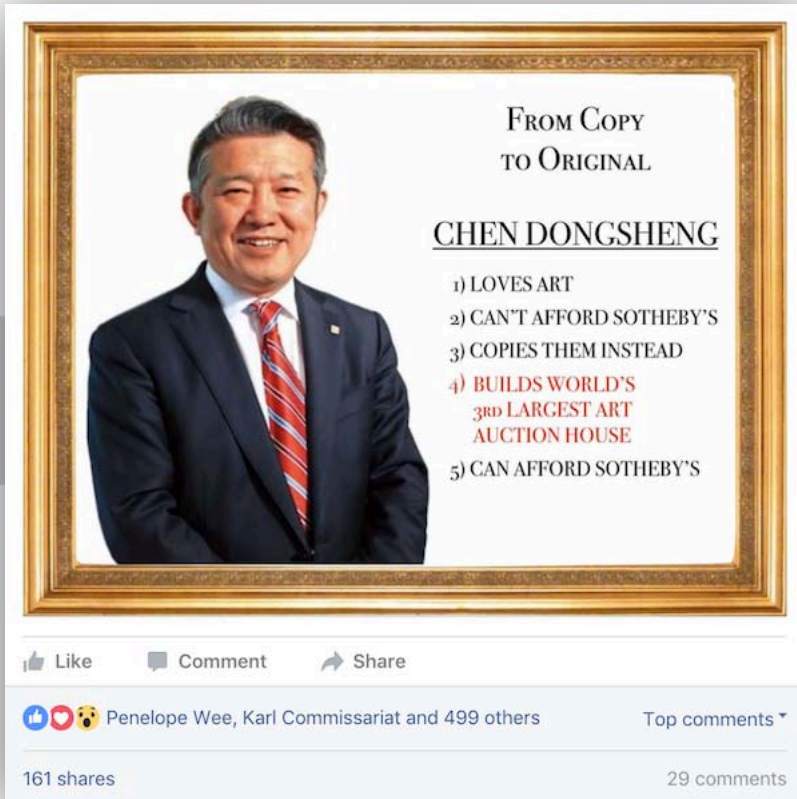 FROM COPY
TO ORIGINAL
CHEN DONGSHENG
1) LOVES ART
2) CAN'T AFFORD SOTHEBY'S
3) COPIES THEM INSTEAD
4) BUILDS WORLD'S
3RD LARGEST ART
AUCTION HOUSE
5) CAN AFFORD SOTHEBY'S
Like Comment Share
Penelope Wee, Karl Commissariat and 499 others Top comments
161 shares 29 comments